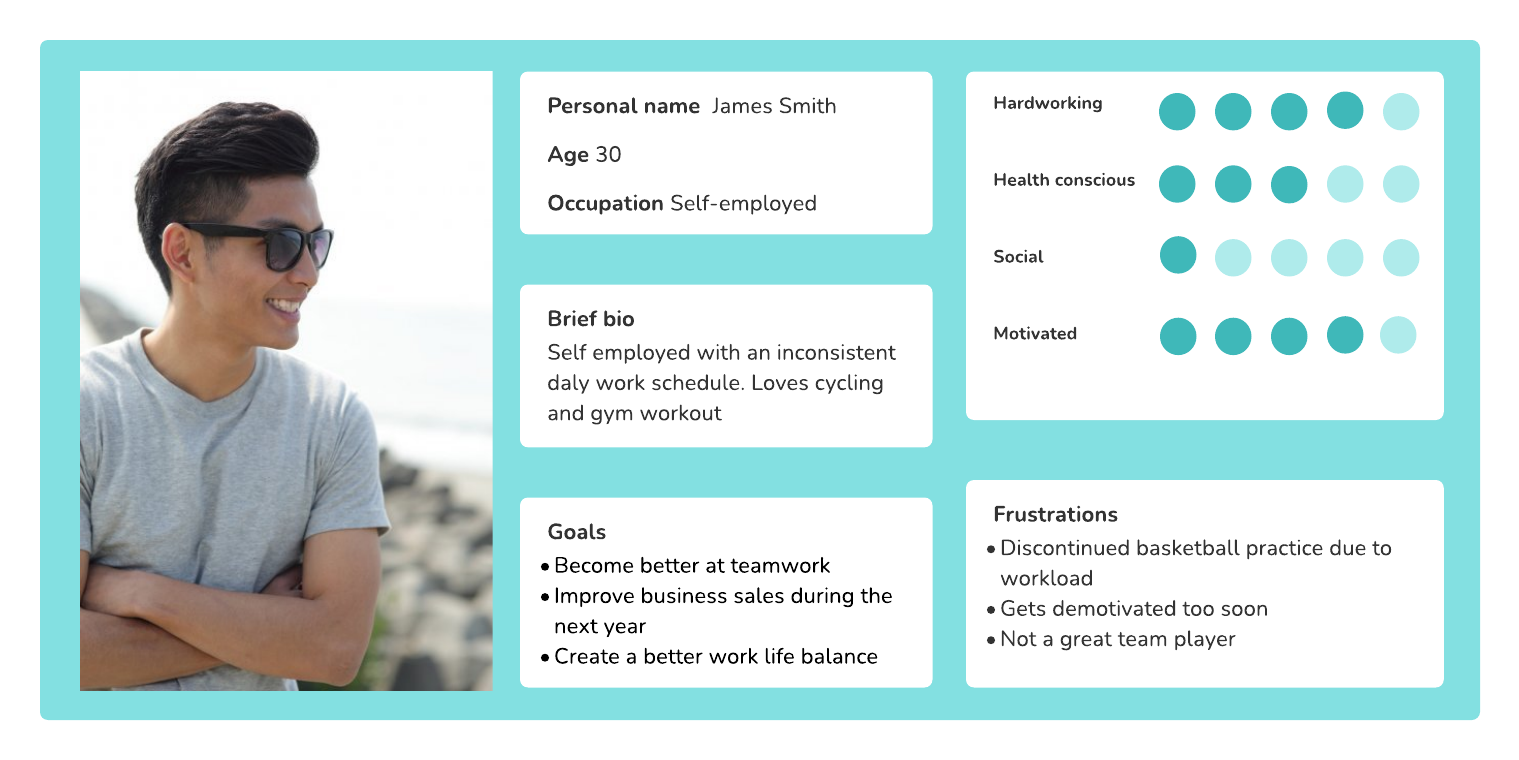 Personal name James Smith
Age 30
Occupation Self-employed
Brief bio
Self employed with an inconsistent
daly work schedule. Loves cycling
and gym workout
Goals
• Become better at teamwork
• Improve business sales during the
next year
• Create a better work life balance
Hardworking
Health conscious
Social
Motivated
Frustrations
• Discontinued basketball practice due to
workload
• Gets demotivated too soon
• Not a great team player